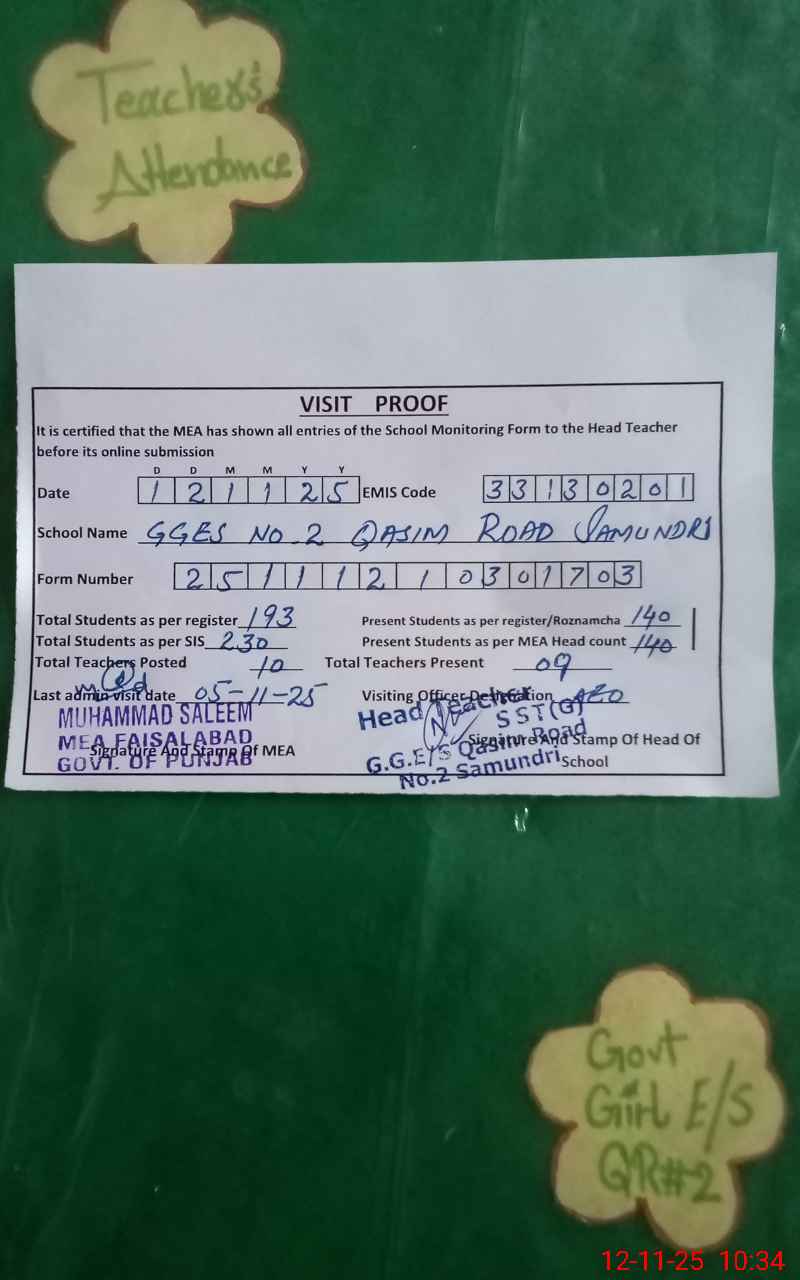 Teacher's
Attendance
VISIT PROOF
It is certified that the MEA has shown all entries of the School Monitoring Form to the Head Teacher
before its online submission
D D M M Y Y
Date 1 2 1 1 2 5 EMIS Code 3 3 1 3 0 2 0 1
School Name GGES NO. 2 QASIM ROAD SAMUNDRI
Form Number 2 5 1 1 1 2 1 0 3 0 1 7 0 3
Total Students as per register 193 Present Students as per register/Roznamcha 140
Total Students as per SIS 230 Present Students as per MEA Head count 140
Total Teachers Posted 10 Total Teachers Present 09
Last admin visit date 05-11-25 Visiting Officer Designation AEO
MUHAMMAD SALEEM
MEA FAISALABAD
GOVT. OF PUNJAB
Signature And Stamp Of MEA
Head Teacher
SST(G)
G.G.E/S Qasim Road
No.2 Samundri
Signature And Stamp Of Head Of
School
Govt
Girl E/S
QR#2
12-11-25 10:34